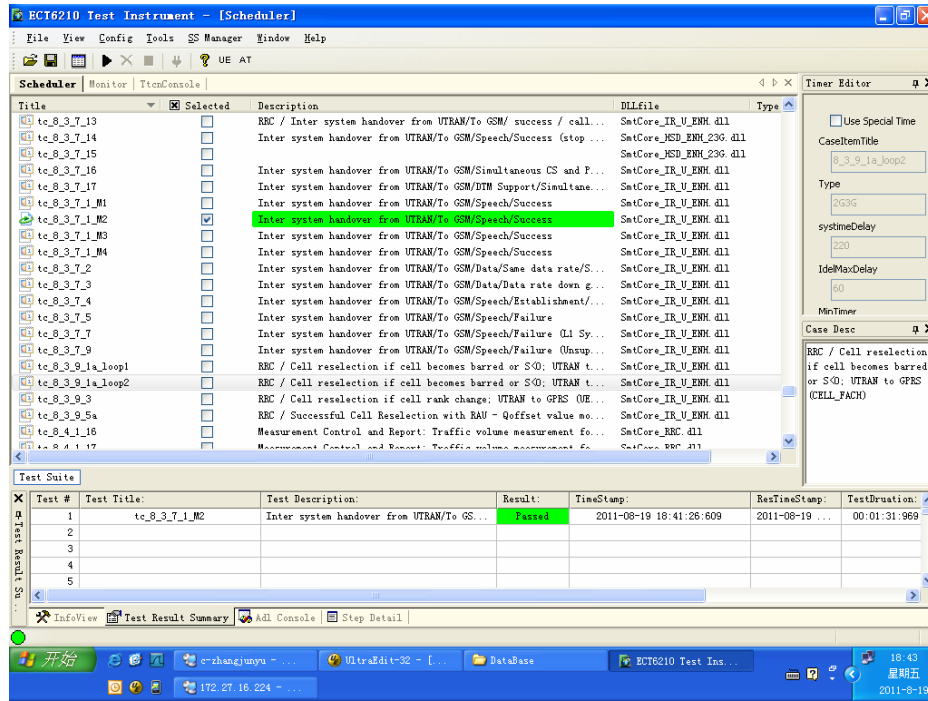 ECT6210 Test Instrument - [Scheduler]
File View Config Tools SS Manager Window Help
UE AT
Scheduler Monitor TtcnConsole
Timer Editor
Title Selected Description DLLfile Type
tc_8_3_7_13 RRC / Inter system handover from UTRAN/To GSM/ success / call... SmtCore_IR_U_ENH.dll
tc_8_3_7_14 Inter system handover from UTRAN/To GSM/Speech/Success (stop ... SmtCore_HSD_ENH_23G.dll
tc_8_3_7_15 SmtCore_HSD_ENH_23G.dll
tc_8_3_7_16 Inter system handover from UTRAN/To GSM/Simultaneous CS and P... SmtCore_IR_U_ENH.dll
tc_8_3_7_17 Inter system handover from UTRAN/To GSM/DTM Support/Simultane... SmtCore_IR_U_ENH.dll
tc_8_3_7_1_M1 Inter system handover from UTRAN/To GSM/Speech/Success SmtCore_IR_U_ENH.dll
tc_8_3_7_1_M2 Inter system handover from UTRAN/To GSM/Speech/Success SmtCore_IR_U_ENH.dll
tc_8_3_7_1_M3 Inter system handover from UTRAN/To GSM/Speech/Success SmtCore_IR_U_ENH.dll
tc_8_3_7_1_M4 Inter system handover from UTRAN/To GSM/Speech/Success SmtCore_IR_U_ENH.dll
tc_8_3_7_2 Inter system handover from UTRAN/To GSM/Data/Same data rate/S... SmtCore_IR_U_ENH.dll
tc_8_3_7_3 Inter system handover from UTRAN/To GSM/Data/Data rate down g... SmtCore_IR_U_ENH.dll
tc_8_3_7_4 Inter system handover from UTRAN/To GSM/Speech/Establishment/... SmtCore_IR_U_ENH.dll
tc_8_3_7_5 Inter system handover from UTRAN/To GSM/Speech/Failure SmtCore_IR_U_ENH.dll
tc_8_3_7_7 Inter system handover from UTRAN/To GSM/Speech/Failure (L1 Sy... SmtCore_IR_U_ENH.dll
tc_8_3_7_9 Inter system handover from UTRAN/To GSM/Speech/Failure (Unsup... SmtCore_IR_U_ENH.dll
tc_8_3_9_1a_loop1 RRC / Cell reselection if cell becomes barred or S<0; UTRAN t... SmtCore_IR_U_ENH.dll
tc_8_3_9_1a_loop2 RRC / Cell reselection if cell becomes barred or S<0; UTRAN t... SmtCore_IR_U_ENH.dll
tc_8_3_9_3 RRC / Cell reselection if cell rank change; UTRAN to GPRS (UE... SmtCore_IR_U_ENH.dll
tc_8_3_9_5a RRC / Successful Cell Reselection with RAU - Qoffset value mo... SmtCore_IR_U_ENH.dll
tc_8_4_1_16 Measurement Control and Report: Traffic volume measurement fo... SmtCore_RRC.dll
tc_8_4_1_17 Measurement Control and Report: Traffic volume measurement fo... SmtCore_RRC.dll
Use Special Time
CaseItemTitle
8_3_9_1a_loop2
Type
2G3G
systimeDelay
220
IdelMaxDelay
60
MinTimer
Case Desc
RRC / Cell reselection
if cell becomes barred
or S<0; UTRAN to GPRS
(CELL_FACH)
Test Suite
Test # Test Title: Test Description: Result: TimeStamp: ResTimeStamp: TestDruation:
1 tc_8_3_7_1_M2 Inter system handover from UTRAN/To GS... Passed 2011-08-19 18:41:26:609 2011-08-19 ... 00:01:31:969
2
3
4
5
Test Result Su...
InfoView Test Result Summary Adl Console Step Detail
开始 c-zhangjunyu - ... UltraEdit-32 - [... DataBase ECT6210 Test Ins... 18:43
172.27.16.224 - ... 星期五
2011-8-19